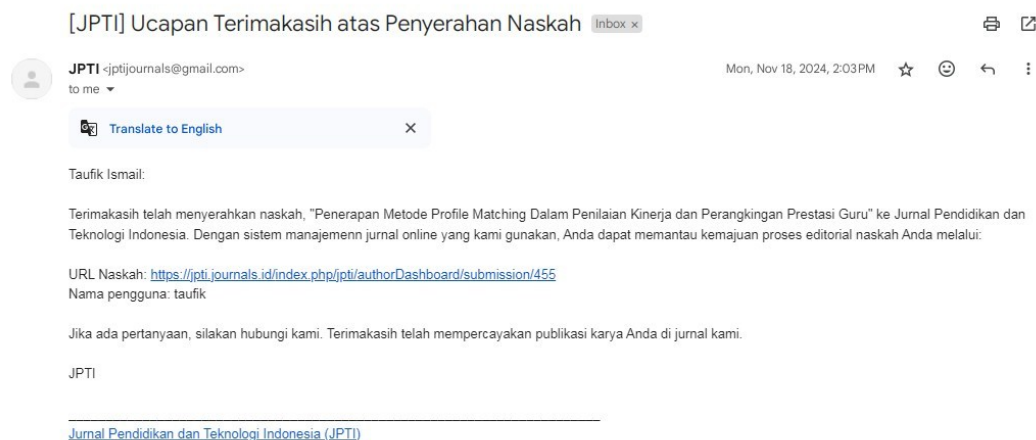 [JPTI] Ucapan Terimakasih atas Penyerahan Naskah Inbox x
JPTI <jptijournals@gmail.com>
Mon, Nov 18, 2024, 2:03 PM
to me
Translate to English
Taufik Ismail:
Terimakasih telah menyerahkan naskah, "Penerapan Metode Profile Matching Dalam Penilaian Kinerja dan Perangkingan Prestasi Guru" ke Jurnal Pendidikan dan
Teknologi Indonesia. Dengan sistem manajemenn jurnal online yang kami gunakan, Anda dapat memantau kemajuan proses editorial naskah Anda melalui:
URL Naskah: https://jpti.journals.id/index.php/jpti/authorDashboard/submission/455
Nama pengguna: taufik
Jika ada pertanyaan, silakan hubungi kami. Terimakasih telah mempercayakan publikasi karya Anda di jurnal kami.
JPTI
Jurnal Pendidikan dan Teknologi Indonesia (JPTI)